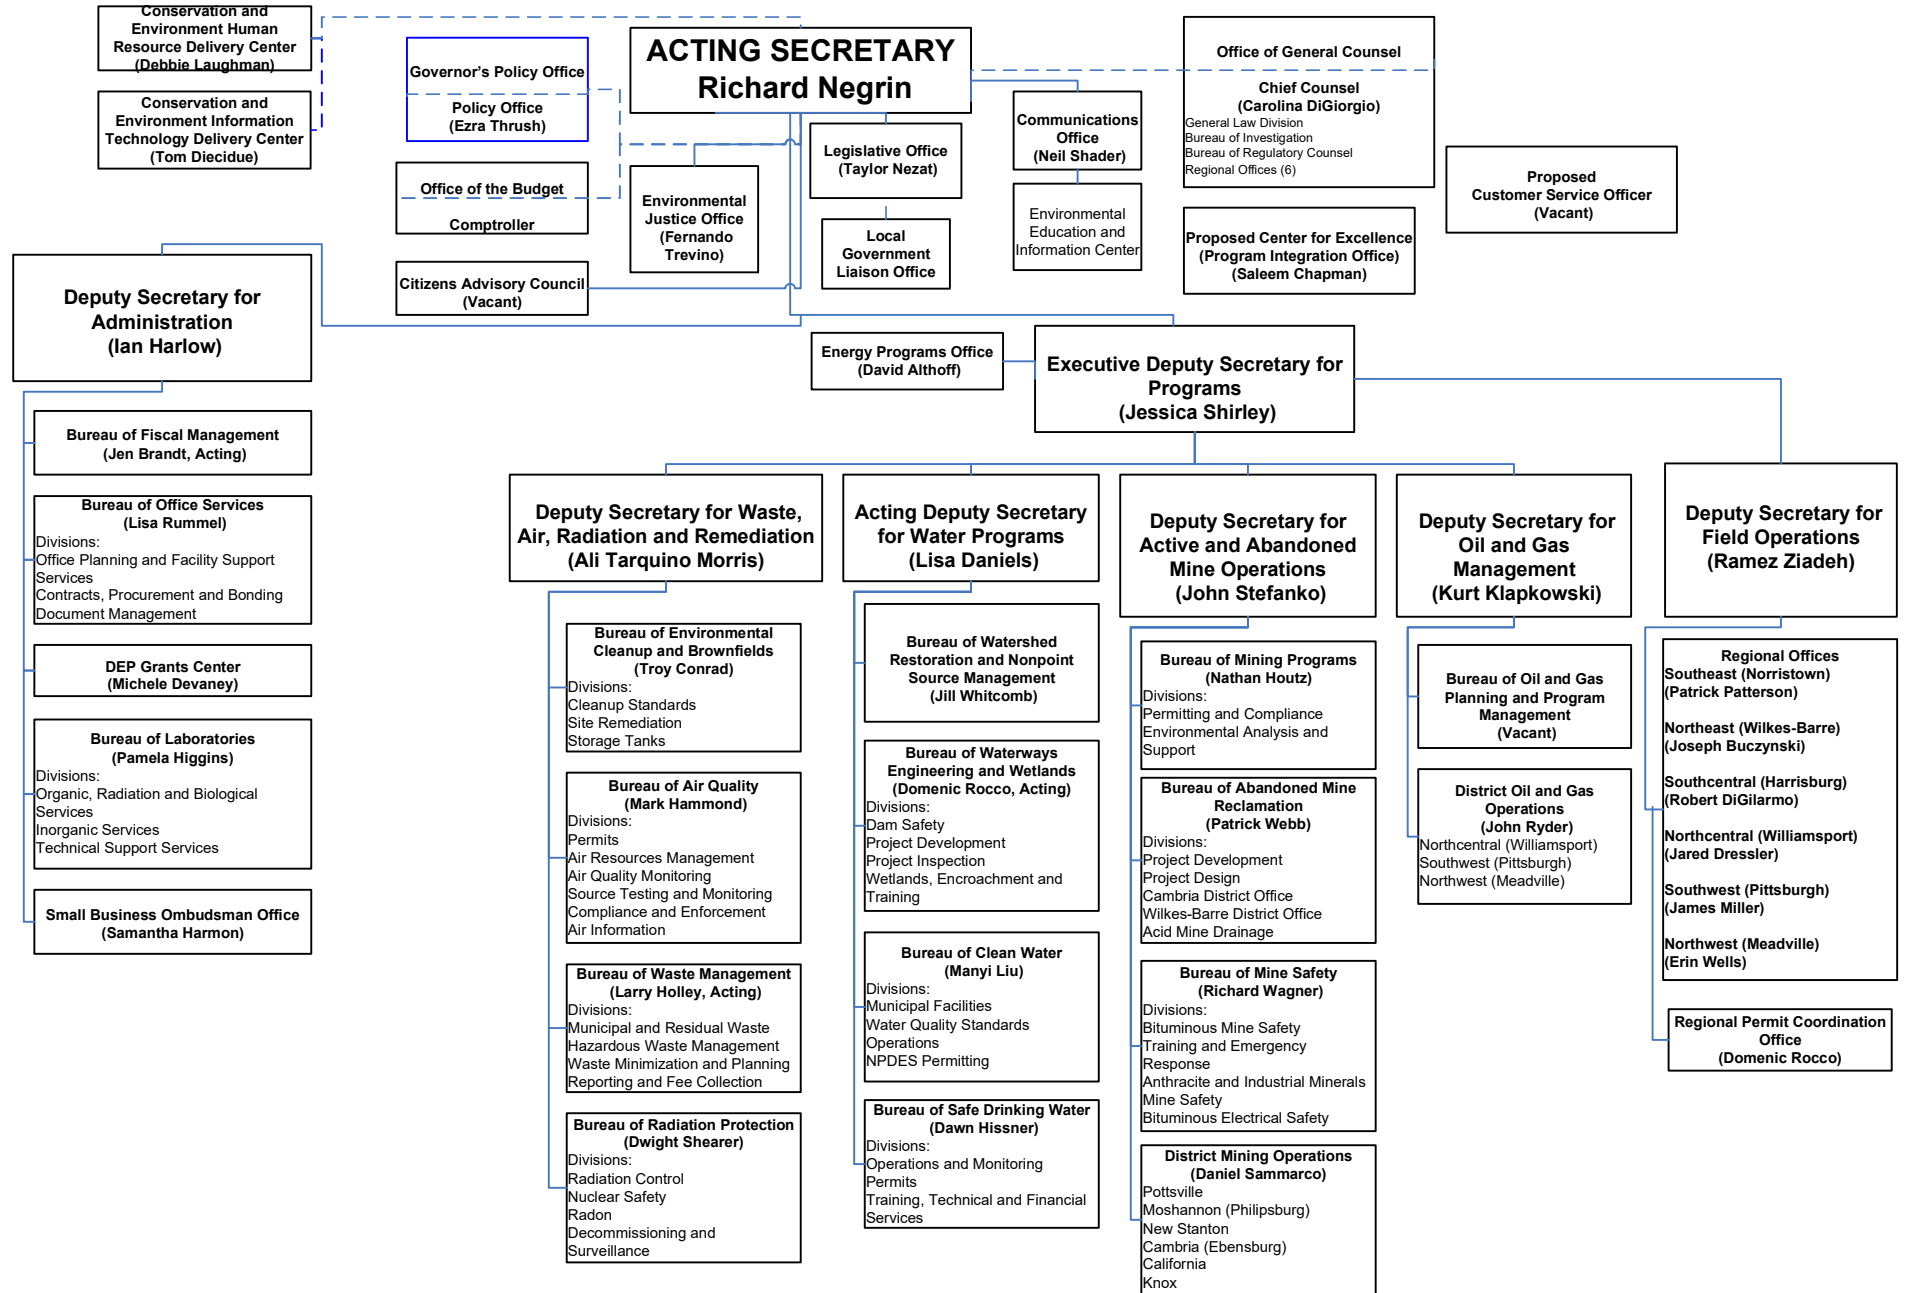 Conservation and
Environment Human
Resource Delivery Center
(Debbie Laughman)
Conservation and
Environment Information
Technology Delivery Center
(Tom Diecidue)
Governor's Policy Office
Policy Office
(Ezra Thrush)
Office of the Budget
Comptroller
Citizens Advisory Council
(Vacant)
ACTING SECRETARY
Richard Negrin
Environmental
Justice Office
(Fernando
Trevino)
Legislative Office
(Taylor Nezat)
Local
Government
Liaison Office
Communications
Office
(Neil Shader)
Environmental
Education and
Information Center
Office of General Counsel
Chief Counsel
(Carolina DiGiorgio)
General Law Division
Bureau of Investigation
Bureau of Regulatory Counsel
Regional Offices (6)
Proposed Center for Excellence
(Program Integration Office)
(Saleem Chapman)
Proposed
Customer Service Officer
(Vacant)
Deputy Secretary for
Administration
(Ian Harlow)
Bureau of Fiscal Management
(Jen Brandt, Acting)
Bureau of Office Services
(Lisa Rummel)
Divisions:
Office Planning and Facility Support
Services
Contracts, Procurement and Bonding
Document Management
DEP Grants Center
(Michele Devaney)
Bureau of Laboratories
(Pamela Higgins)
Divisions:
Organic, Radiation and Biological
Services
Inorganic Services
Technical Support Services
Small Business Ombudsman Office
(Samantha Harmon)
Energy Programs Office
(David Althoff)
Executive Deputy Secretary for
Programs
(Jessica Shirley)
Deputy Secretary for Waste,
Air, Radiation and Remediation
(Ali Tarquino Morris)
Bureau of Environmental
Cleanup and Brownfields
(Troy Conrad)
Divisions:
Cleanup Standards
Site Remediation
Storage Tanks
Bureau of Air Quality
(Mark Hammond)
Divisions:
Permits
Air Resources Management
Air Quality Monitoring
Source Testing and Monitoring
Compliance and Enforcement
Air Information
Bureau of Waste Management
(Larry Holley, Acting)
Divisions:
Municipal and Residual Waste
Hazardous Waste Management
Waste Minimization and Planning
Reporting and Fee Collection
Bureau of Radiation Protection
(Dwight Shearer)
Divisions:
Radiation Control
Nuclear Safety
Radon
Decommissioning and
Surveillance
Acting Deputy Secretary
for Water Programs
(Lisa Daniels)
Bureau of Watershed
Restoration and Nonpoint
Source Management
(Jill Whitcomb)
Bureau of Waterways
Engineering and Wetlands
(Domenic Rocco, Acting)
Divisions:
Dam Safety
Project Development
Project Inspection
Wetlands, Encroachment and
Training
Bureau of Clean Water
(Manyi Liu)
Divisions:
Municipal Facilities
Water Quality Standards
Operations
NPDES Permitting
Bureau of Safe Drinking Water
(Dawn Hissner)
Divisions:
Operations and Monitoring
Permits
Training, Technical and Financial
Services
Deputy Secretary for
Active and Abandoned
Mine Operations
(John Stefanko)
Bureau of Mining Programs
(Nathan Houtz)
Divisions:
Permitting and Compliance
Environmental Analysis and
Support
Bureau of Abandoned Mine
Reclamation
(Patrick Webb)
Divisions:
Project Development
Project Design
Cambria District Office
Wilkes-Barre District Office
Acid Mine Drainage
Bureau of Mine Safety
(Richard Wagner)
Divisions:
Bituminous Mine Safety
Training and Emergency
Response
Anthracite and Industrial Minerals
Mine Safety
Bituminous Electrical Safety
District Mining Operations
(Daniel Sammarco)
Pottsville
Moshannon (Philipsburg)
New Stanton
Cambria (Ebensburg)
California
Knox
Deputy Secretary for
Oil and Gas
Management
(Kurt Klapkowski)
Bureau of Oil and Gas
Planning and Program
Management
(Vacant)
District Oil and Gas
Operations
(John Ryder)
Northcentral (Williamsport)
Southwest (Pittsburgh)
Northwest (Meadville)
Deputy Secretary for
Field Operations
(Ramez Ziadeh)
Regional Offices
Southeast (Norristown)
(Patrick Patterson)
Northeast (Wilkes-Barre)
(Joseph Buczynski)
Southcentral (Harrisburg)
(Robert DiGilarmo)
Northcentral (Williamsport)
(Jared Dressler)
Southwest (Pittsburgh)
(James Miller)
Northwest (Meadville)
(Erin Wells)
Regional Permit Coordination
Office
(Domenic Rocco)